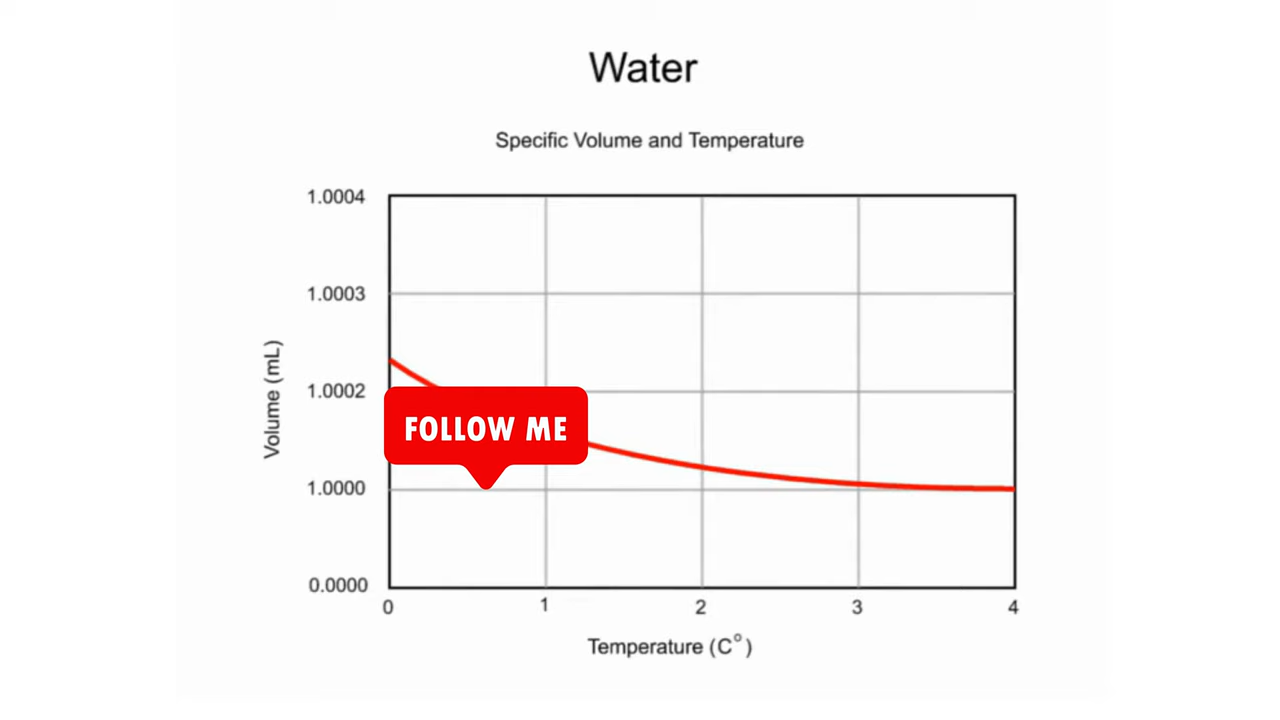 Water
Specific Volume and Temperature
1.0004
1.0003
1.0002
1.0000
0.0000
Volume (mL)
FOLLOW ME
0 1 2 3 4
Temperature (C°)